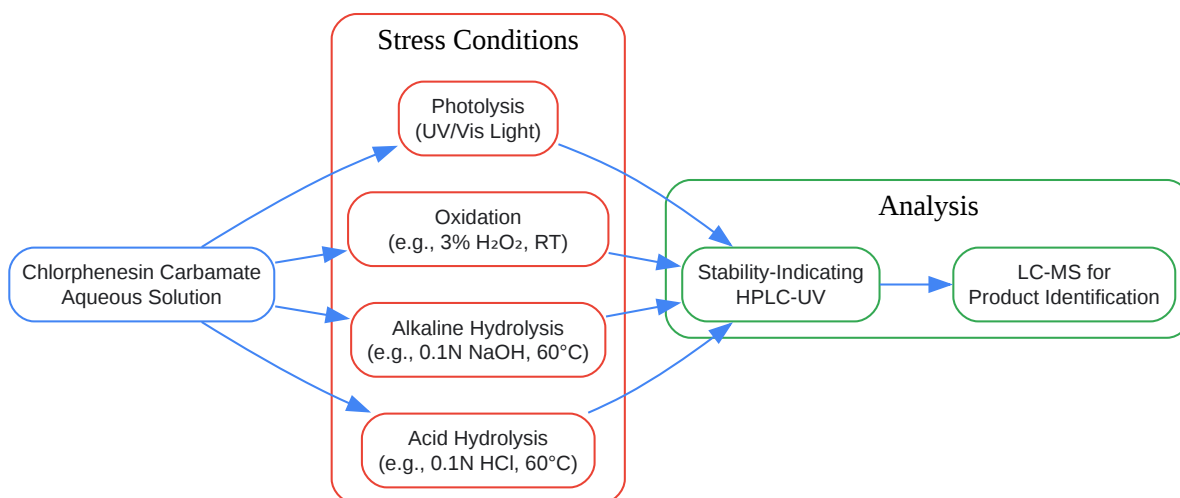 Stress Conditions
Photolysis
(UV/Vis Light)
Oxidation
(e.g., 3% H₂O₂, RT)
Alkaline Hydrolysis
(e.g., 0.1N NaOH, 60°C)
Acid Hydrolysis
(e.g., 0.1N HCl, 60°C)
Chlorphenesin Carbamate
Aqueous Solution
Analysis
Stability-Indicating
HPLC-UV
LC-MS for
Product Identification